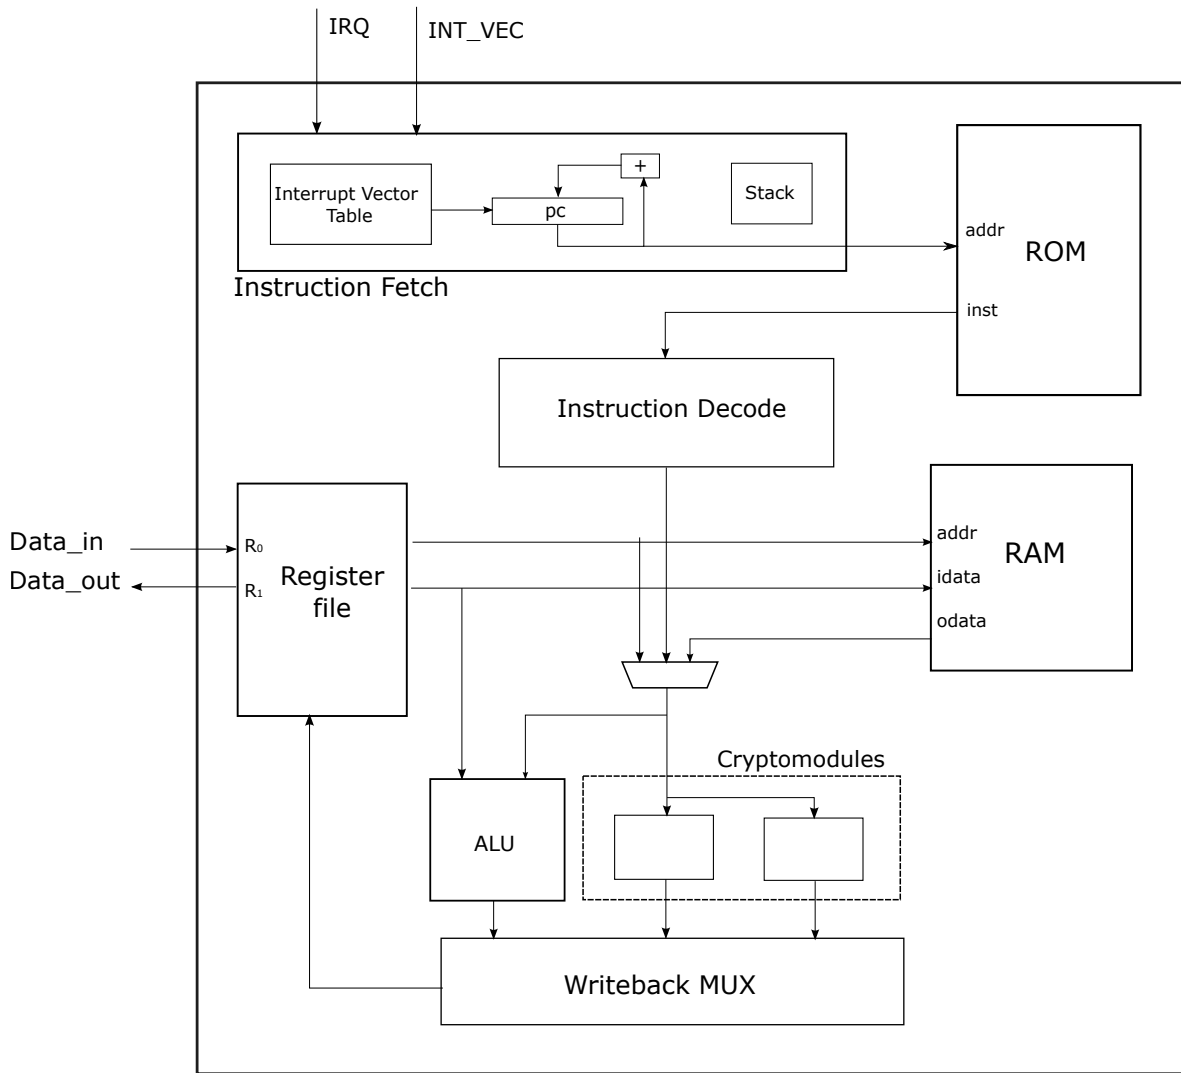 IRQ
INT_VEC
Interrupt Vector
Table
+
pc
Stack
addr
ROM
inst
Instruction Fetch
Instruction Decode
Data_in
Data_out
R0
R1
Register
file
addr
idata
odata
RAM
Cryptomodules
ALU
Writeback MUX